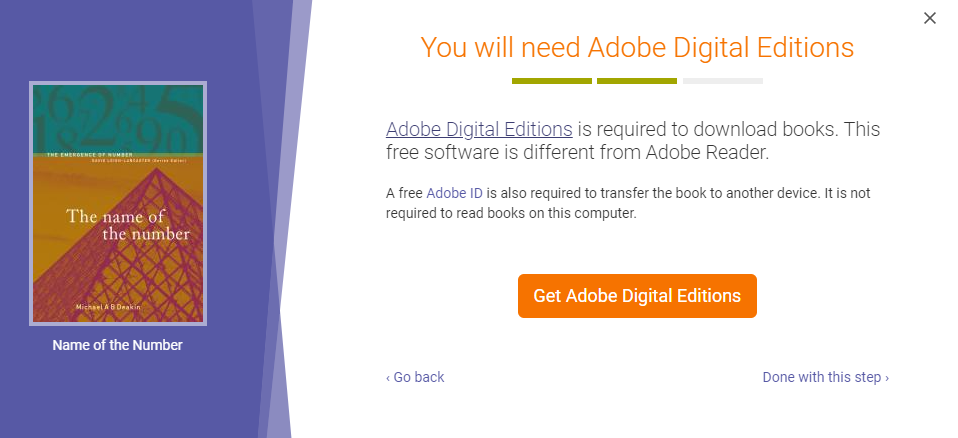 You will need Adobe Digital Editions
Adobe Digital Editions is required to download books. This
free software is different from Adobe Reader.
A free Adobe ID is also required to transfer the book to another device. It is not
required to read books on this computer.
Get Adobe Digital Editions
‹ Go back
Done with this step ›
THE EMERGENCE OF NUMBER
DAVID LEIGH-LANCASTER (Series Editor)
The name of
the number
Michael A B Deakin
Name of the Number